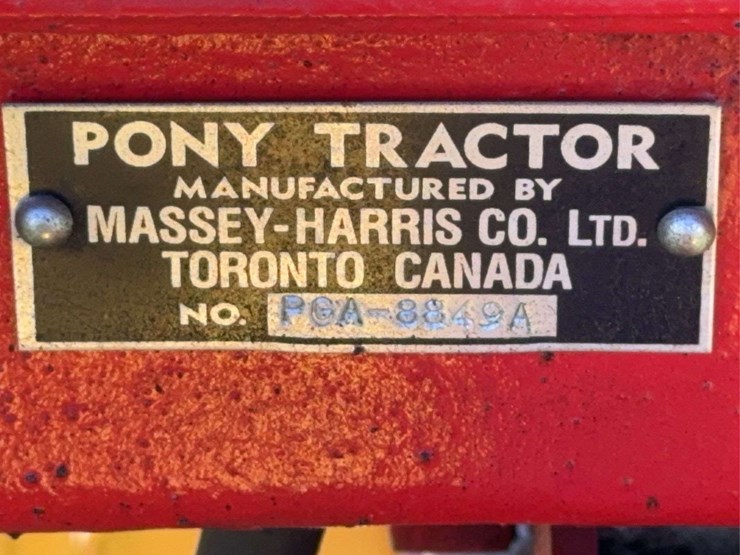 PONY TRACTOR
MANUFACTURED BY
MASSEY-HARRIS CO. LTD.
TORONTO CANADA
NO. PGA-8849A